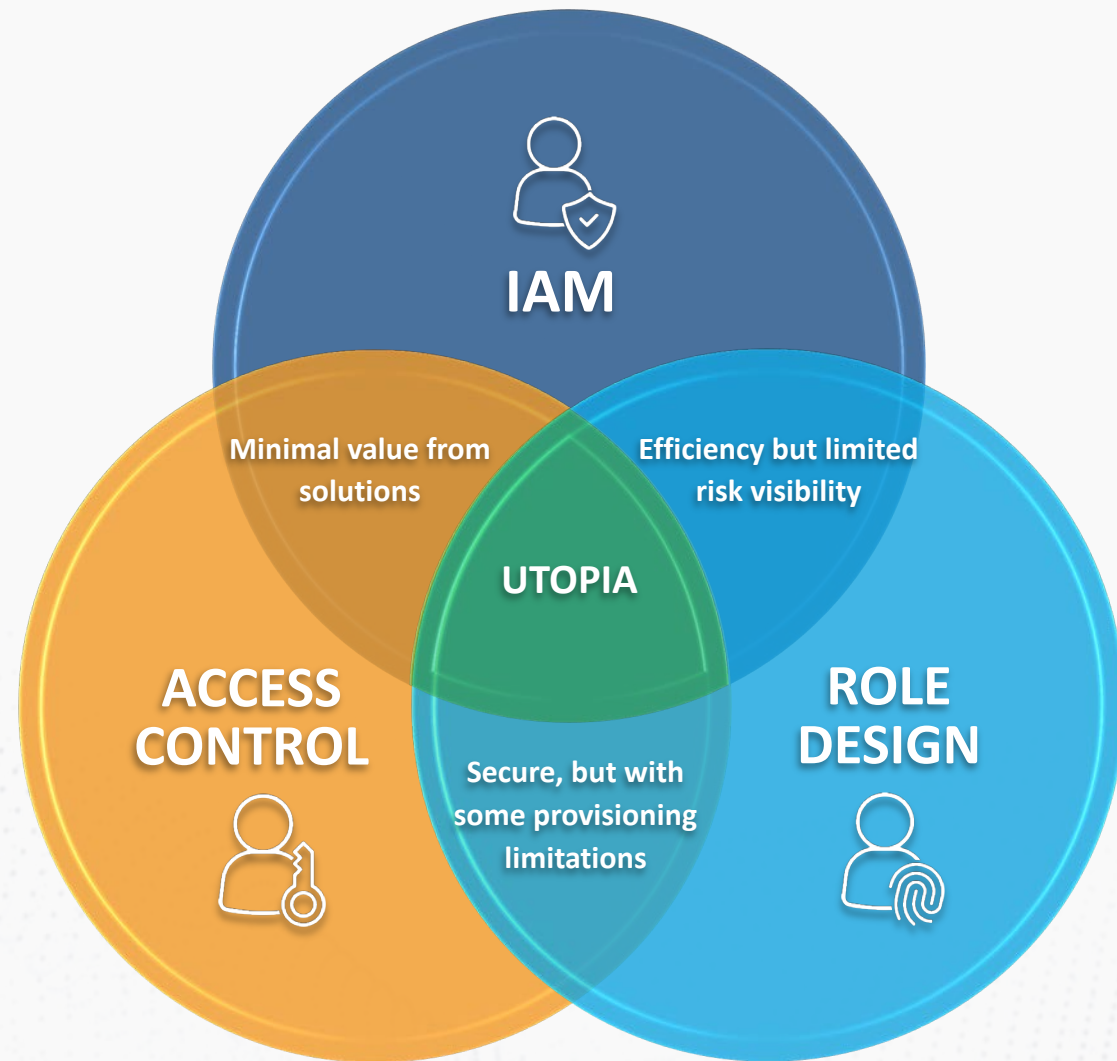 IAM
Minimal value from
solutions
Efficiency but limited
risk visibility
UTOPIA
ACCESS
CONTROL
ROLE
DESIGN
Secure, but with
some provisioning
limitations